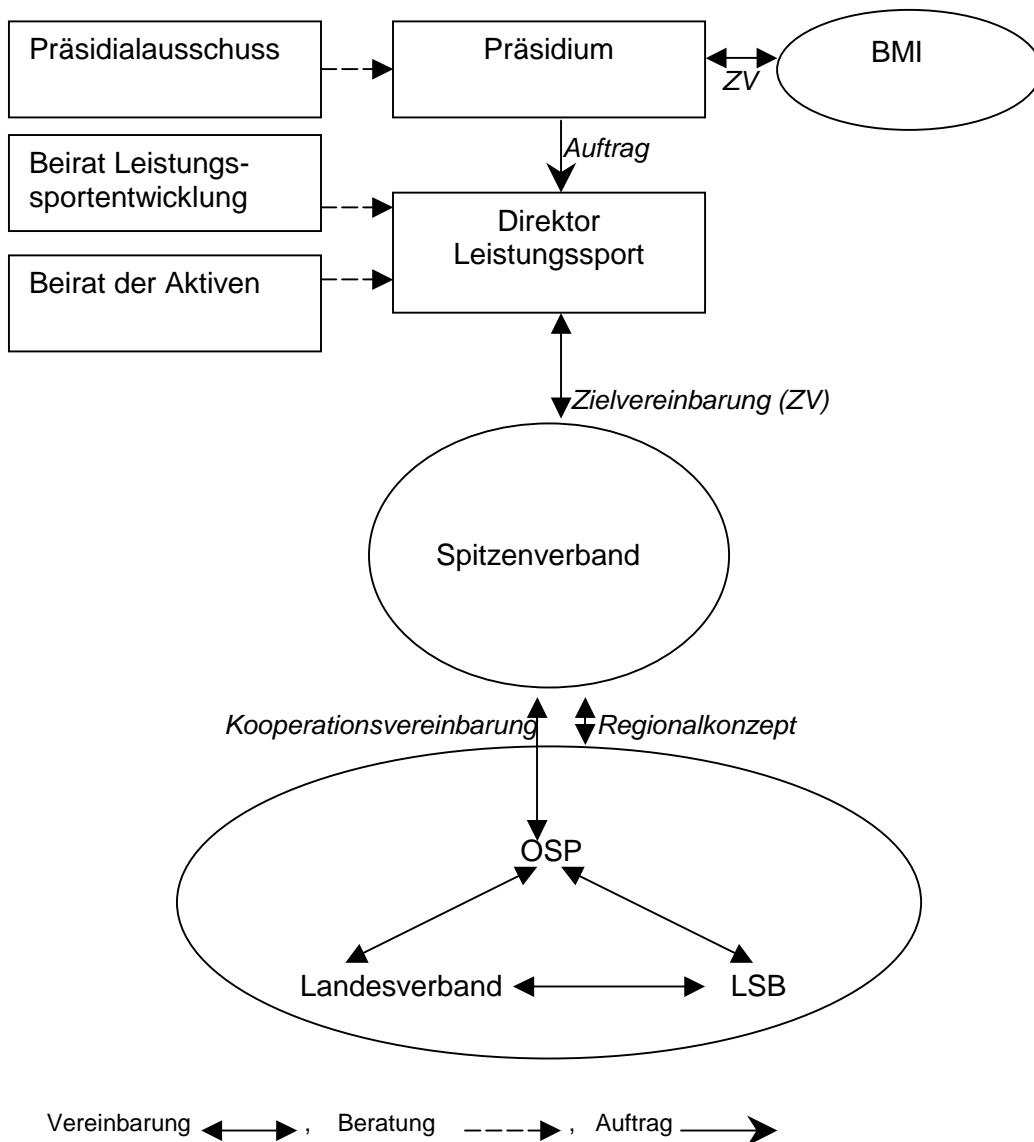 Präsidialausschuss
Präsidium
BMI
ZV
Auftrag
Beirat Leistungs-
sportentwicklung
Direktor
Leistungssport
Beirat der Aktiven
Zielvereinbarung (ZV)
Spitzenverband
Kooperationsvereinbarung
Regionalkonzept
OSP
Landesverband
LSB
Vereinbarung , Beratung , Auftrag